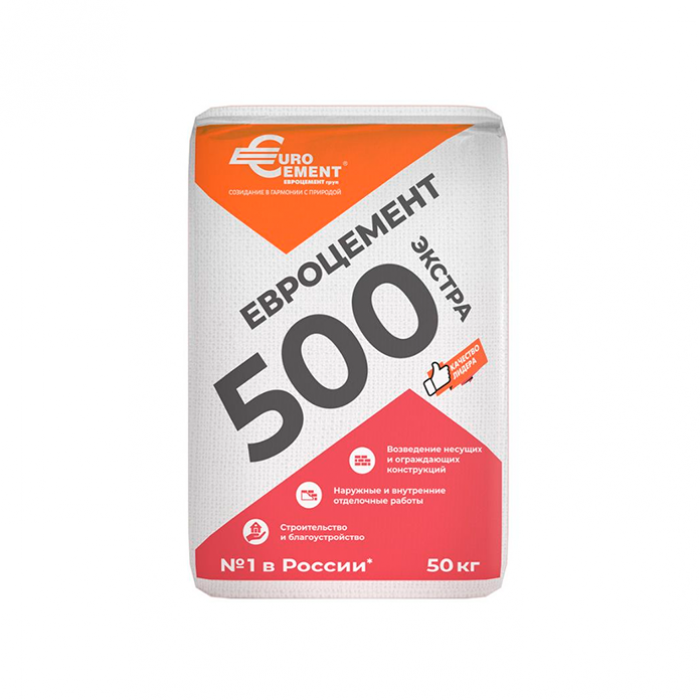 EURO
CEMENT®
ЕВРОЦЕМЕНТ груп
СОЗИДАНИЕ В ГАРМОНИИ С ПРИРОДОЙ
ЕВРОЦЕМЕНТ
500
ЭКСТРА
КАЧЕСТВО
ЛИДЕРА
Возведение несущих
и ограждающих
конструкций
Наружные и внутренние
отделочные работы
Строительство
и благоустройство
№1 в России*
50 кг